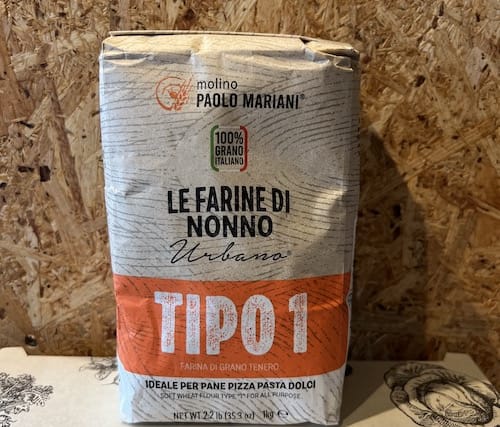 molino
PAOLO MARIANI®
100%
GRANO
ITALIANO
LE FARINE DI
NONNO
Urbano®
TIPO 1
FARINA DI GRANO TENERO
IDEALE PER PANE PIZZA PASTA DOLCI
SOFT WHEAT FLOUR TYPE "1" FOR ALL PURPOSE
NET WT 2.2 lb (35.3 oz) 1kg ℮